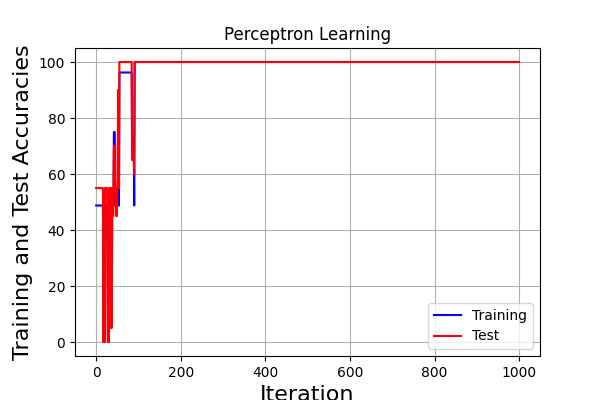 Perceptron Learning
Training and Test Accuracies
100
80
60
40
20
0
0 200 400 600 800 1000
Iteration
Training
Test